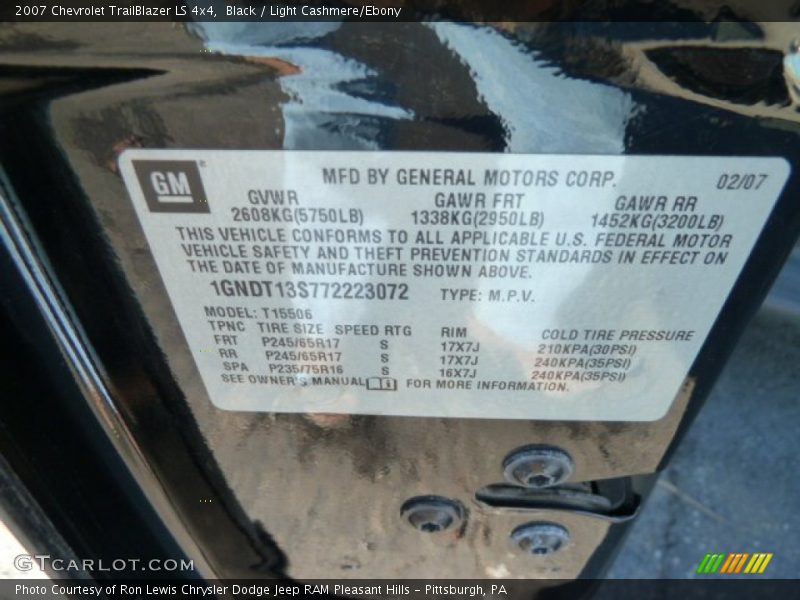 2007 Chevrolet TrailBlazer LS 4x4,  Black / Light Cashmere/Ebony
GM
MFD BY GENERAL MOTORS CORP.
02/07
GVWR GAWR FRT GAWR RR
2608KG(5750LB) 1338KG(2950LB) 1452KG(3200LB)
THIS VEHICLE CONFORMS TO ALL APPLICABLE U.S. FEDERAL MOTOR
VEHICLE SAFETY AND THEFT PREVENTION STANDARDS IN EFFECT ON
THE DATE OF MANUFACTURE SHOWN ABOVE.
1GNDT13S772223072 TYPE: M.P.V.
MODEL: T15506
TPNC TIRE SIZE SPEED RTG RIM COLD TIRE PRESSURE
FRT P245/65R17 S 17X7J 210KPA(30PSI)
RR P245/65R17 S 17X7J 240KPA(35PSI)
SPA P235/75R16 S 16X7J 240KPA(35PSI)
SEE OWNER'S MANUAL FOR MORE INFORMATION.
GTCARLOT.COM
Photo Courtesy of Ron Lewis Chrysler Dodge Jeep RAM Pleasant Hills – Pittsburgh, PA